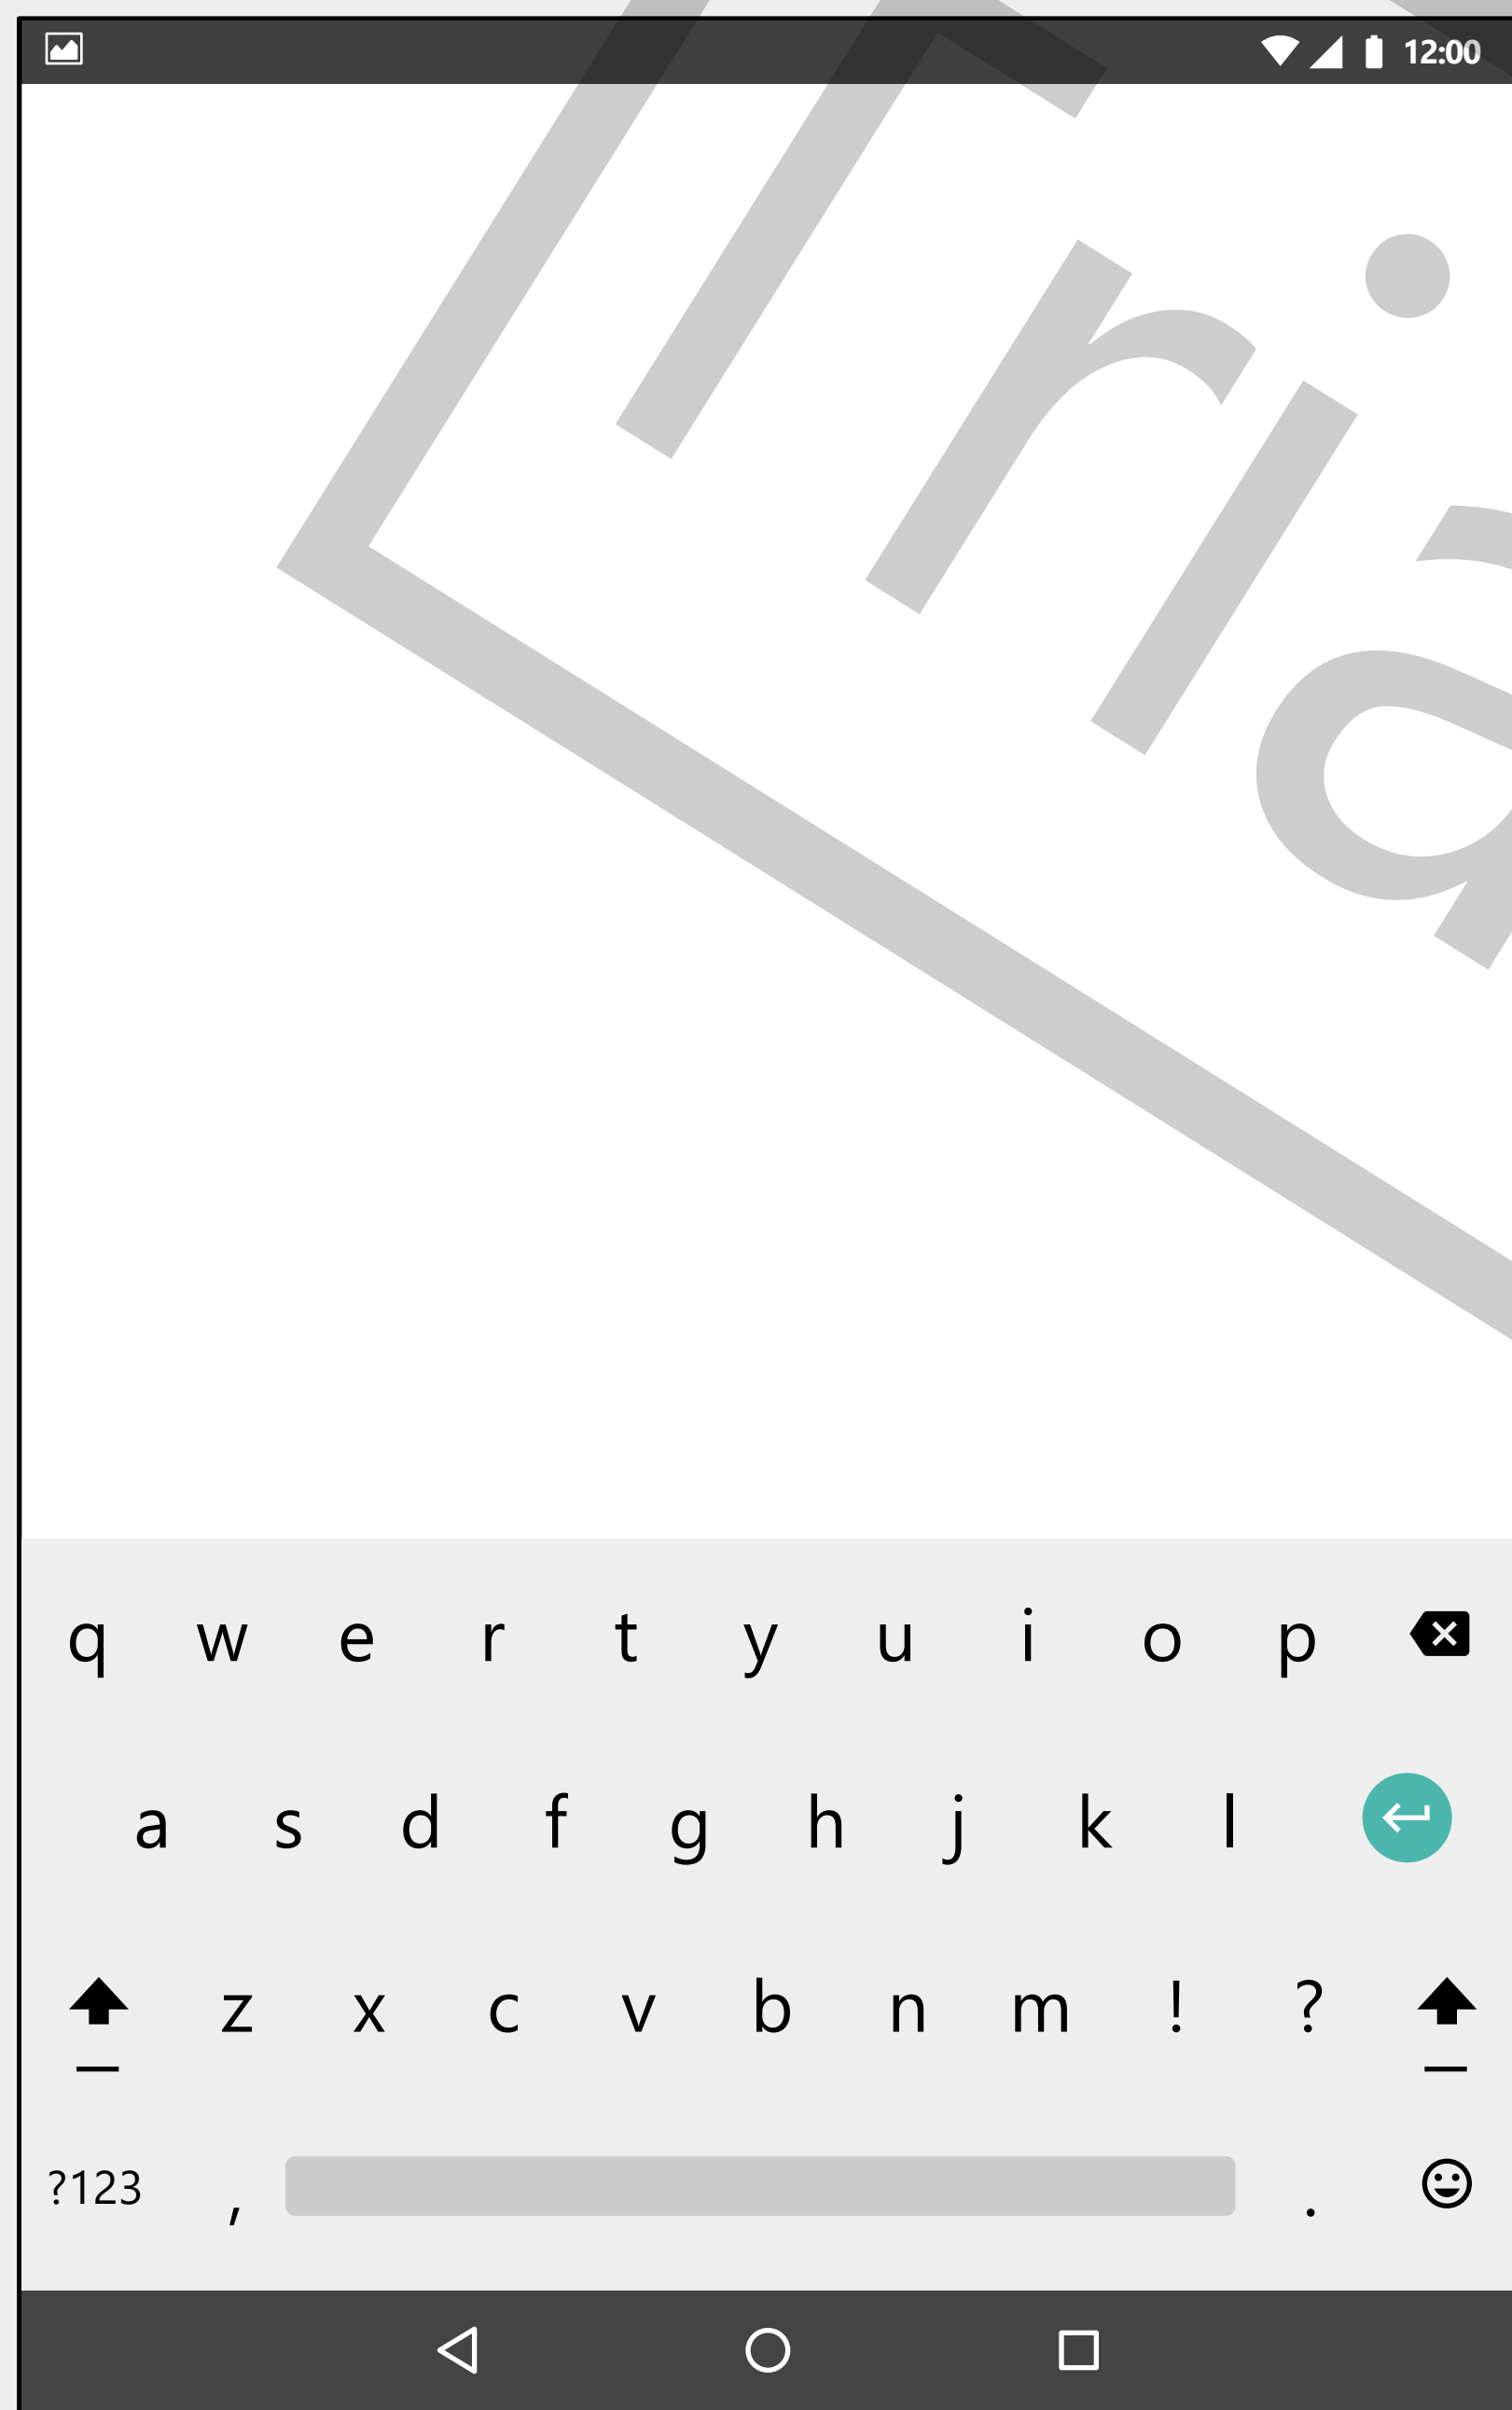 12:00
Tria
q w e r t y u i o p
a s d f g h j k l
z x c v b n m ! ?
?123 , .